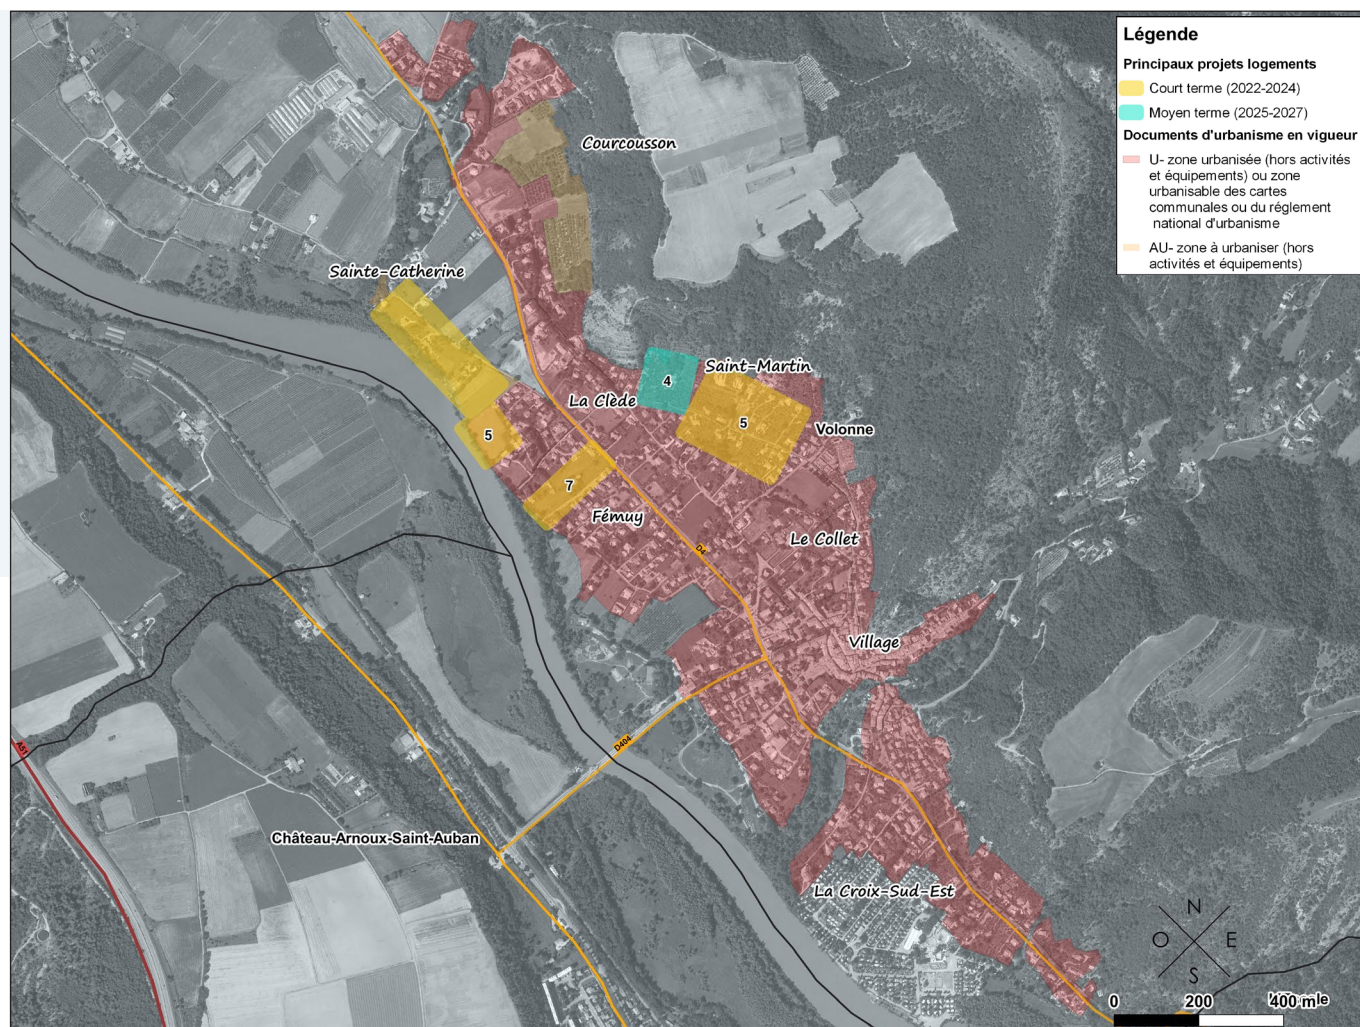 Légende
Principaux projets logements
Court terme (2022-2024)
Moyen terme (2025-2027)
Documents d'urbanisme en vigueur
U- zone urbanisée (hors activités
et équipements) ou zone
urbanisable des cartes
communales ou du réglement
national d'urbanisme
AU- zone à urbaniser (hors
activités et équipements)
Courcousson
Sainte-Catherine
Saint-Martin
4
La Clède
5
Volonne
5
7
Fémuy
Le Collet
D4
Village
D404
A51
Château-Arnoux-Saint-Auban
La Croix-Sud-Est
N
O
E
S
0
200
400 m